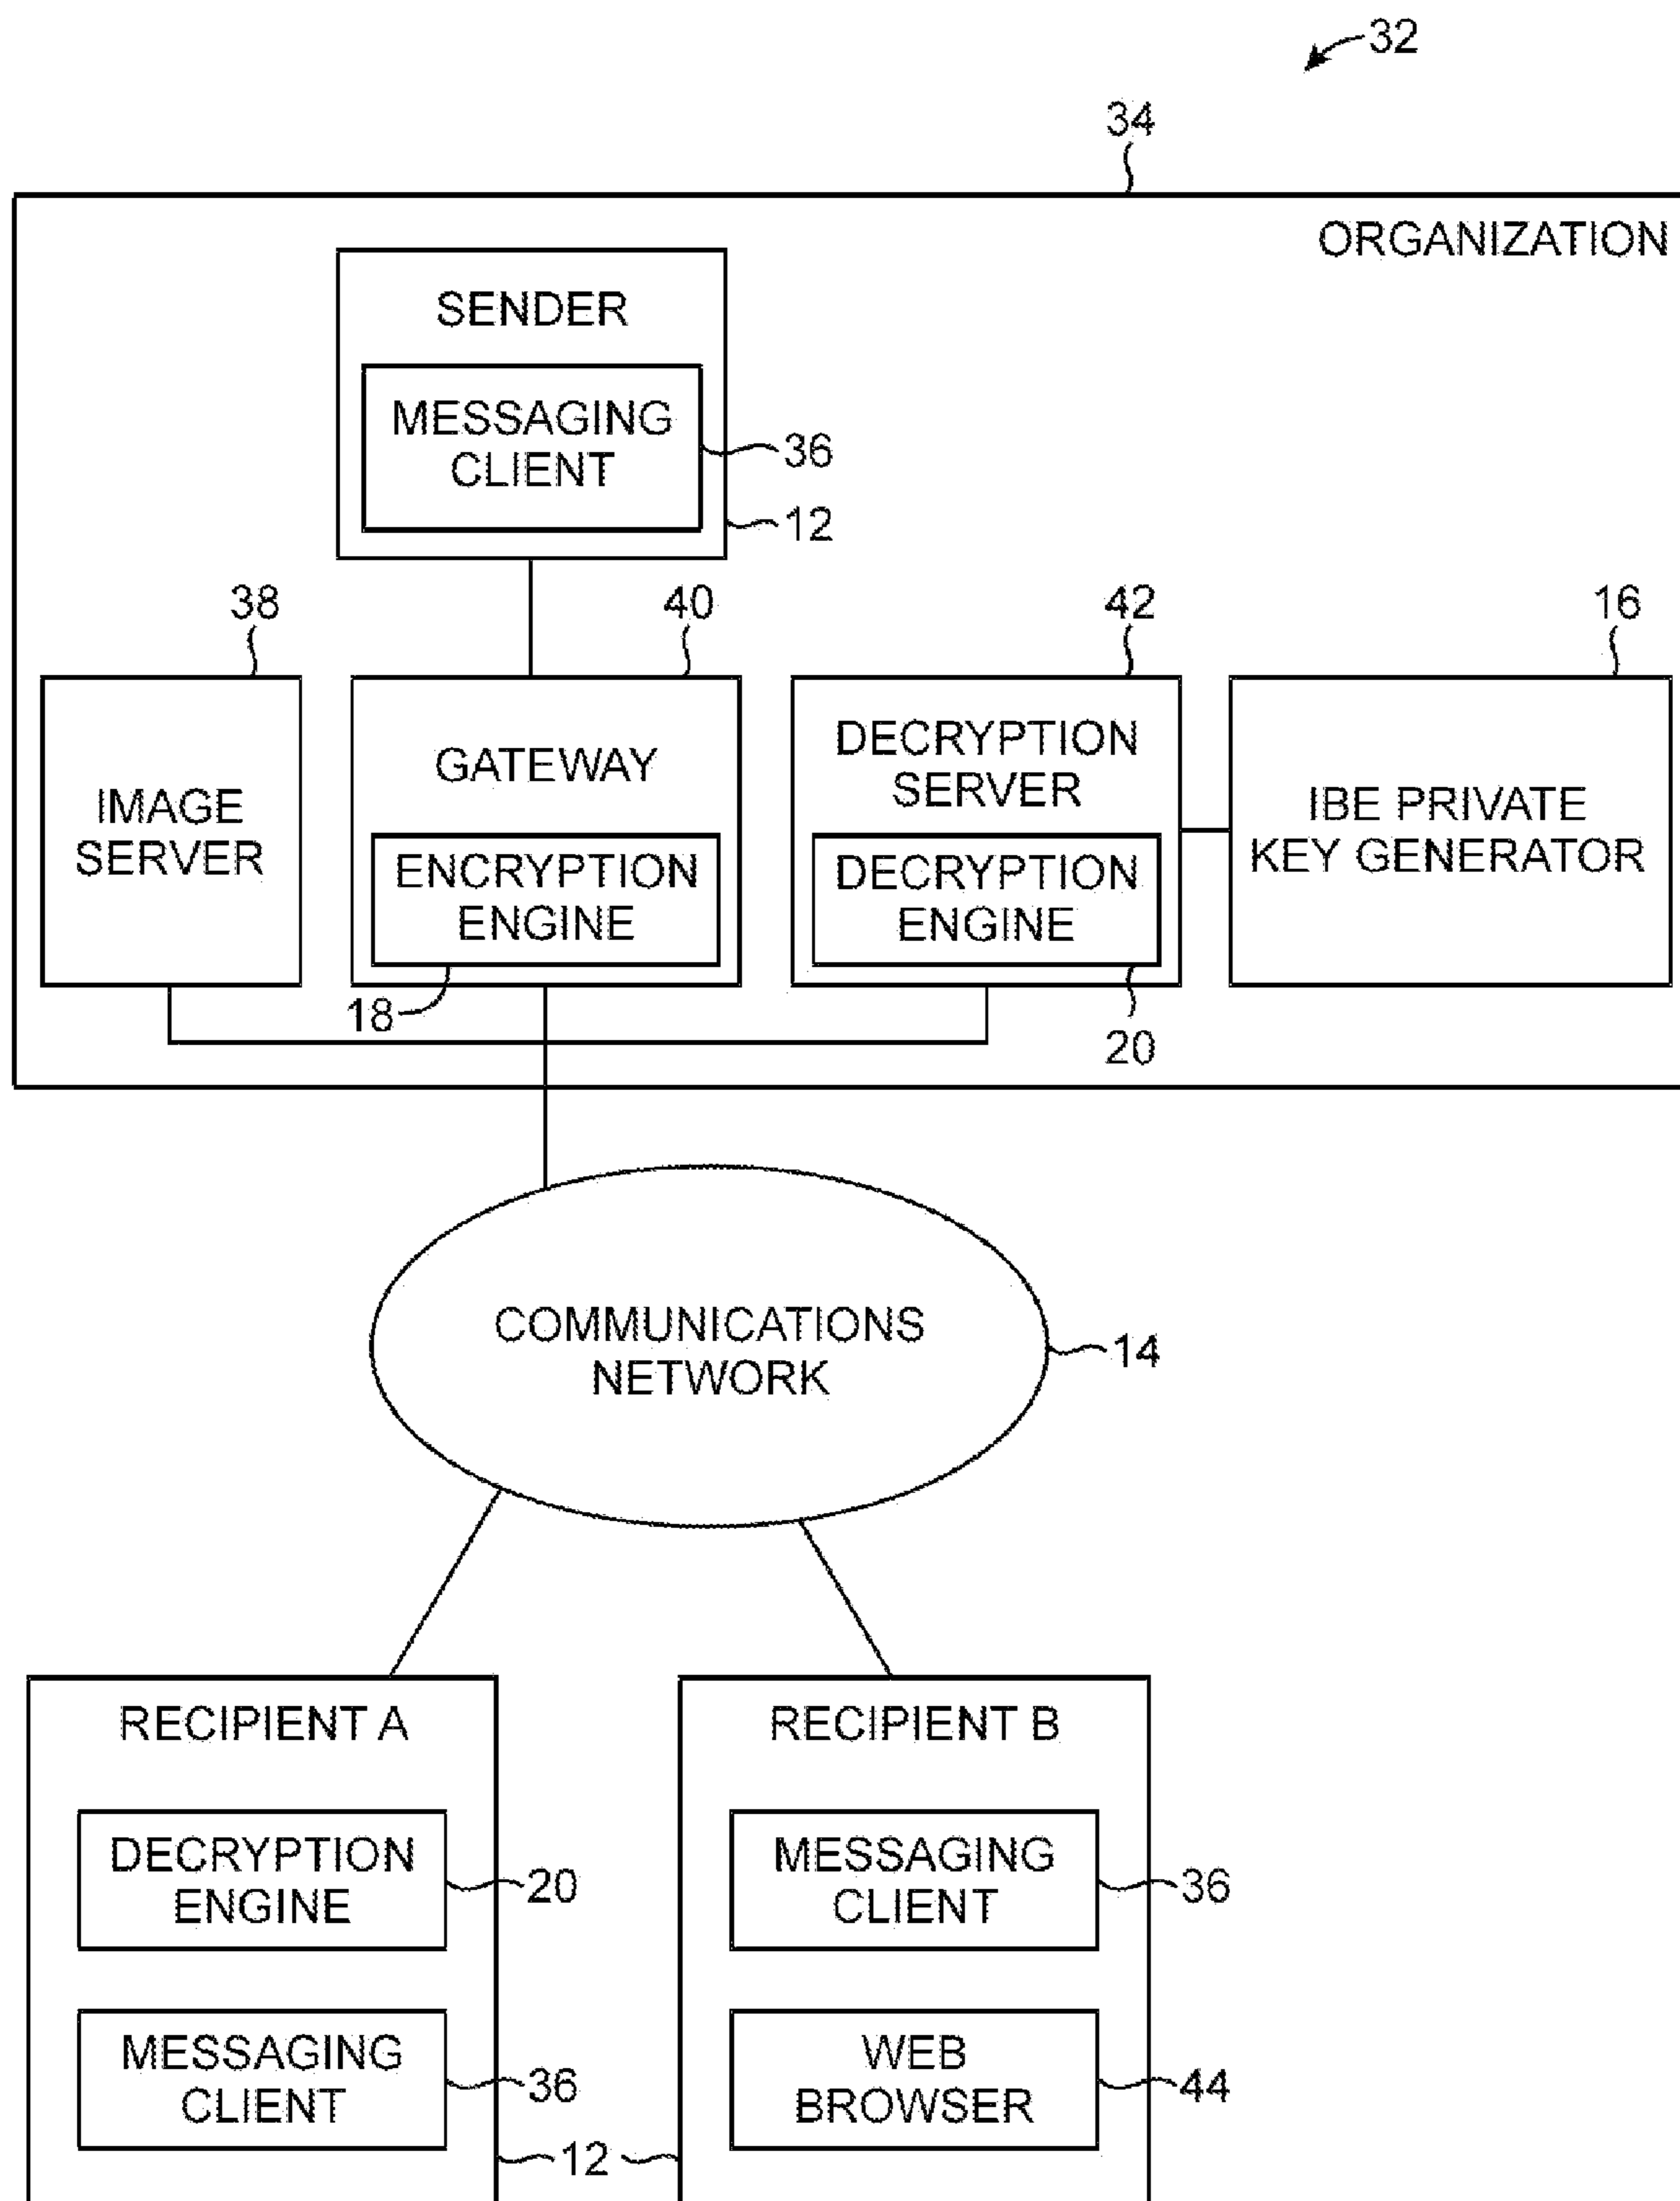 32
34
ORGANIZATION
SENDER
MESSAGING
CLIENT
36
12
38
40
42
16
IMAGE
SERVER
GATEWAY
ENCRYPTION
ENGINE
18
DECRYPTION
SERVER
DECRYPTION
ENGINE
20
IBE PRIVATE
KEY GENERATOR
COMMUNICATIONS
NETWORK
14
RECIPIENT A
DECRYPTION
ENGINE
20
MESSAGING
CLIENT
36
RECIPIENT B
MESSAGING
CLIENT
36
WEB
BROWSER
44
12